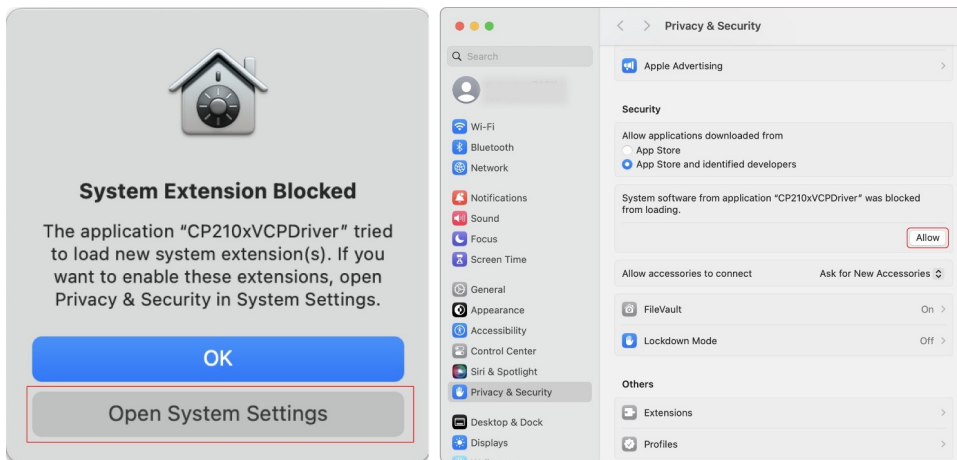 System Extension Blocked
The application “CP210xVCPDriver” tried
to load new system extension(s). If you
want to enable these extensions, open
Privacy & Security in System Settings.
OK
Open System Settings
Search
Wi-Fi
Bluetooth
Network
Notifications
Sound
Focus
Screen Time
General
Appearance
Accessibility
Control Center
Siri & Spotlight
Privacy & Security
Desktop & Dock
Displays
Privacy & Security
Apple Advertising
Security
Allow applications downloaded from
App Store
App Store and identified developers
System software from application “CP210xVCPDriver” was blocked
from loading.
Allow
Allow accessories to connect Ask for New Accessories
FileVault On
Lockdown Mode Off
Others
Extensions
Profiles